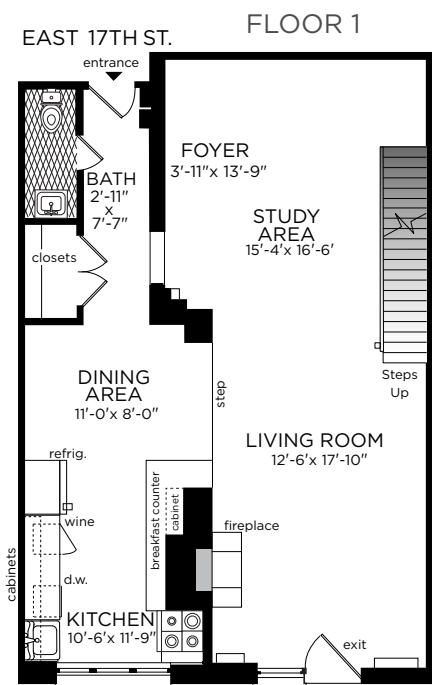 FLOOR 1
EAST 17TH ST.
entrance
FOYER
3'-11"x 13'-9"
BATH
2'-11"
x
7'-7"
STUDY
AREA
15'-4'x 16'-6'
closets
Steps
Up
DINING
AREA
11'-0'x 8'-0"
step
LIVING ROOM
12'-6'x 17'-10"
refrig.
breakfast counter
cabinet
wine
fireplace
cabinets
d.w.
KITCHEN
10'-6'x 11'-9"
exit